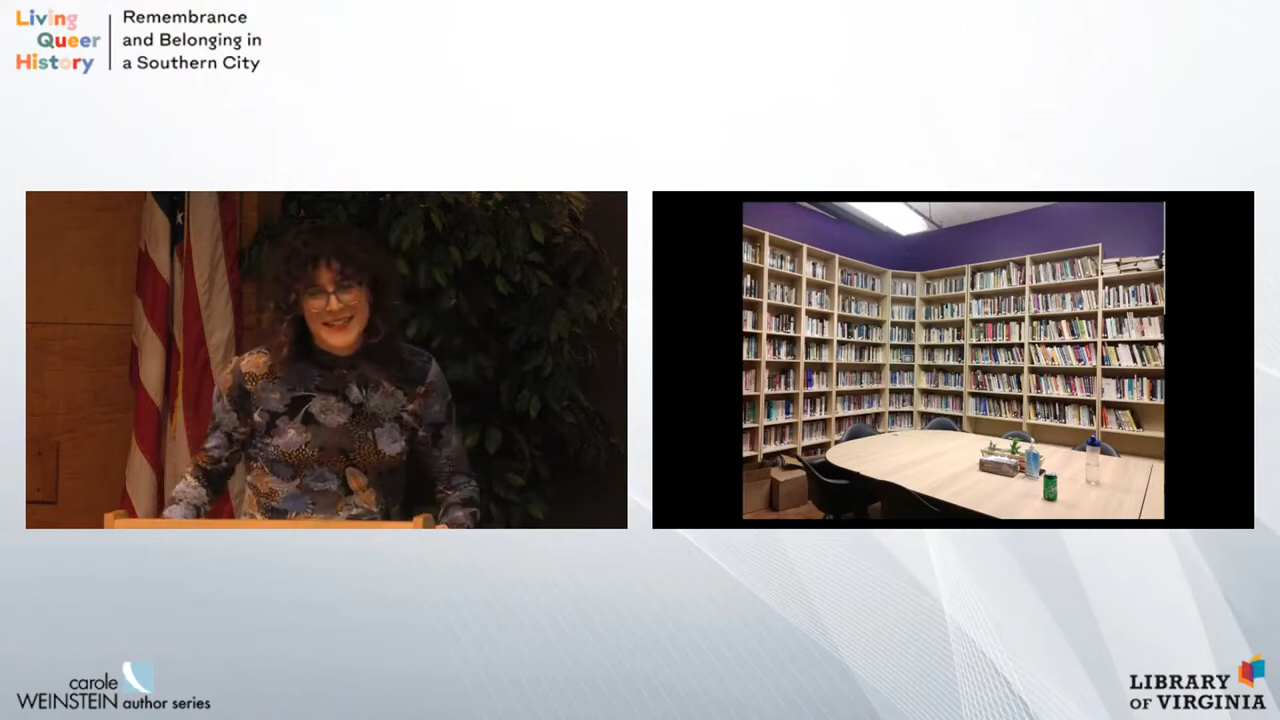 Living
Queer
History
Remembrance
and Belonging in
a Southern City
carole
WEINSTEIN author series
LIBRARY
OF VIRGINIA